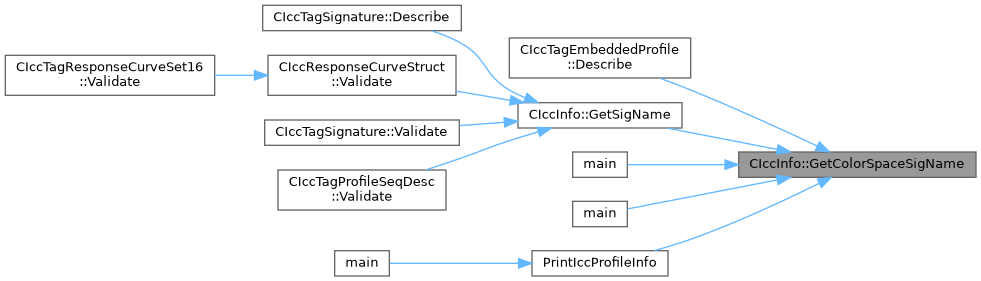 CIccTagSignature::Describe
CIccTagEmbeddedProfile
::Describe
CIccTagResponseCurveSet16
::Validate
CIccResponseCurveStruct
::Validate
CIccInfo::GetSigName
CIccTagSignature::Validate
main
CIccInfo::GetColorSpaceSigName
CIccTagProfileSeqDesc
::Validate
main
main
PrintIccProfileInfo